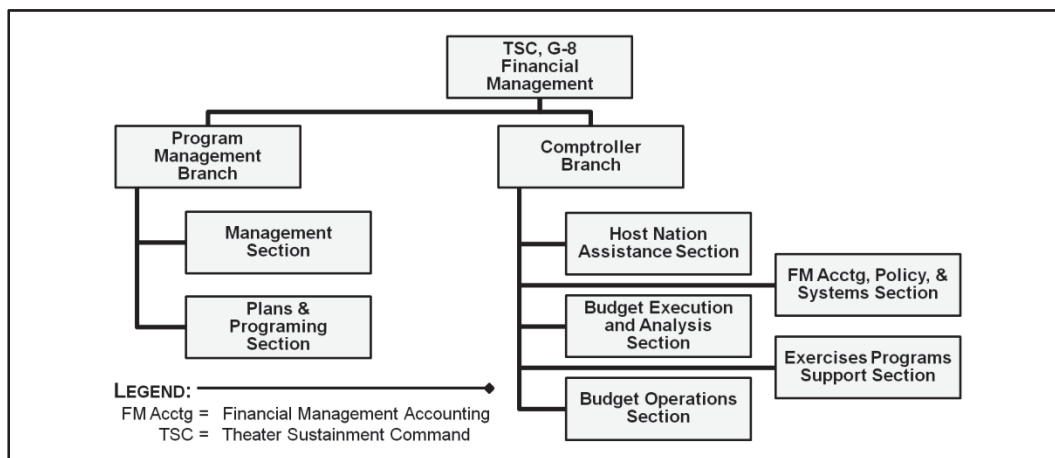 TSC, G-8
Financial
Management
Program
Management
Branch
Comptroller
Branch
Management
Section
Plans &
Programing
Section
Host Nation
Assistance Section
FM Acctg, Policy, &
Systems Section
Budget Execution
and Analysis
Section
Exercises Programs
Support Section
Budget Operations
Section
LEGEND:
FM Acctg = Financial Management Accounting
TSC = Theater Sustainment Command